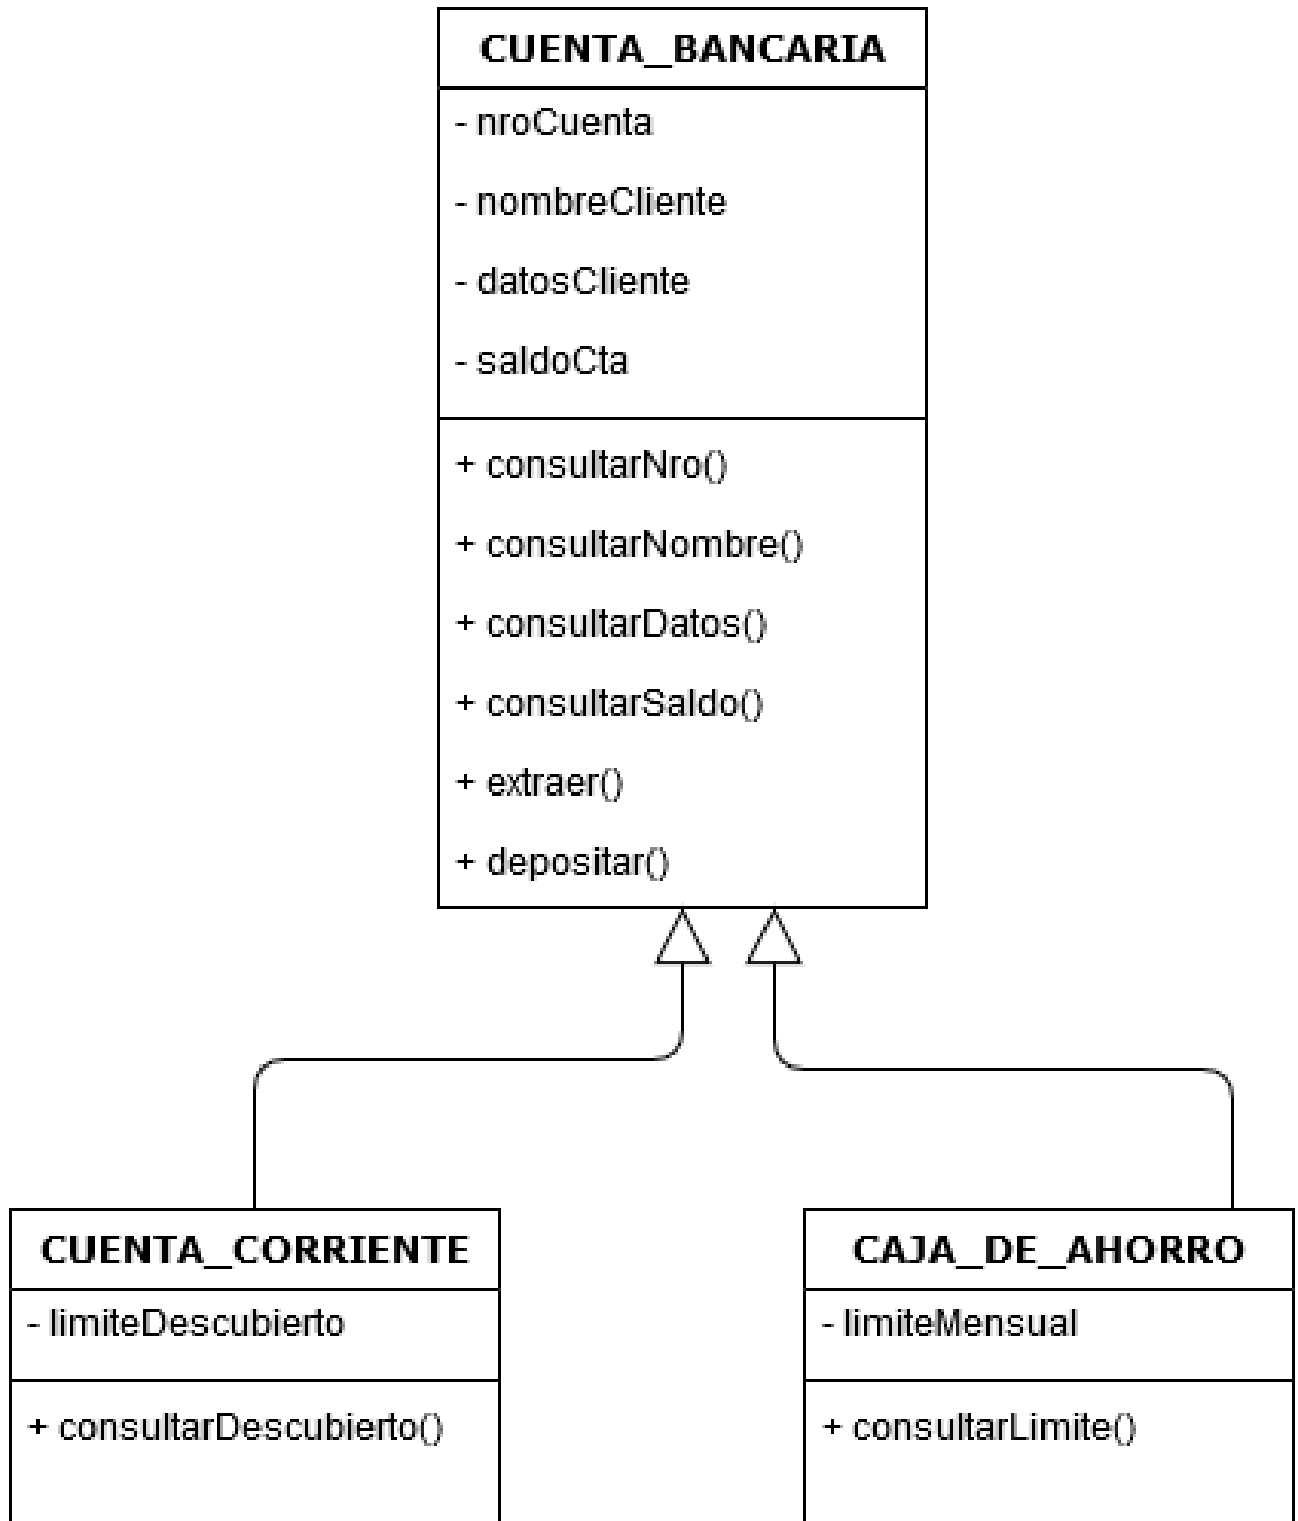 CUENTA_BANCARIA
- nroCuenta
- nombreCliente
- datosCliente
- saldoCta
+ consultarNro()
+ consultarNombre()
+ consultarDatos()
+ consultarSaldo()
+ extraer()
+ depositar()
CUENTA_CORRIENTE
- limiteDescubierto
+ consultarDescubierto()
CAJA_DE_AHORRO
- limiteMensual
+ consultarLimite()